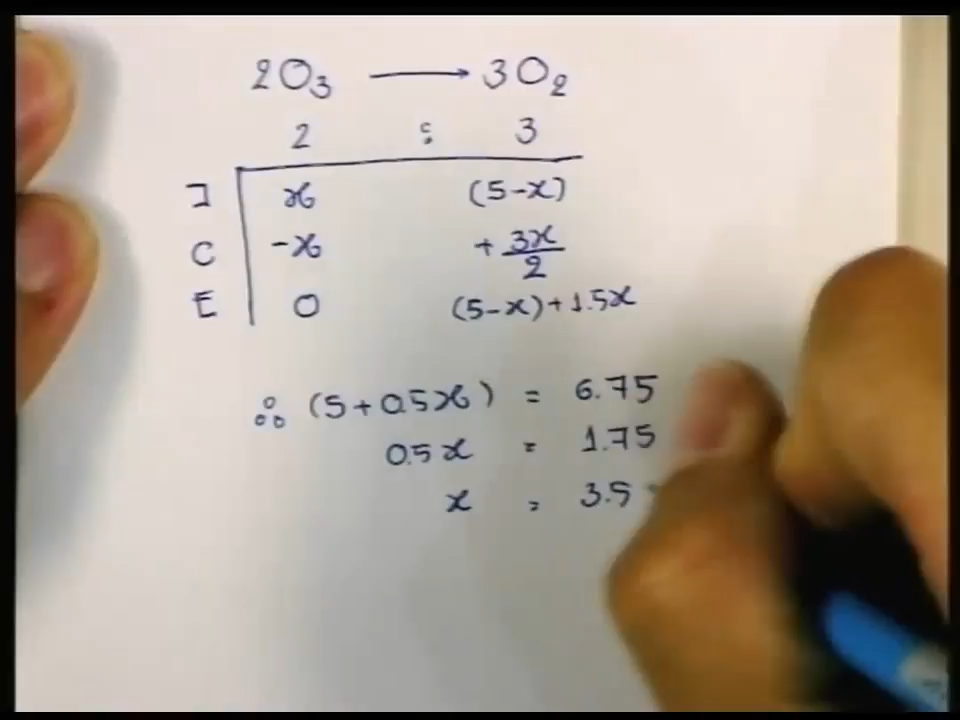 2O₃ → 3O₂
2 : 3
I x (5-x)
C -x +3x/2
E 0 (5-x)+1.5x
∴ (5+0.5x) = 6.75
0.5x = 1.75
x = 3.5